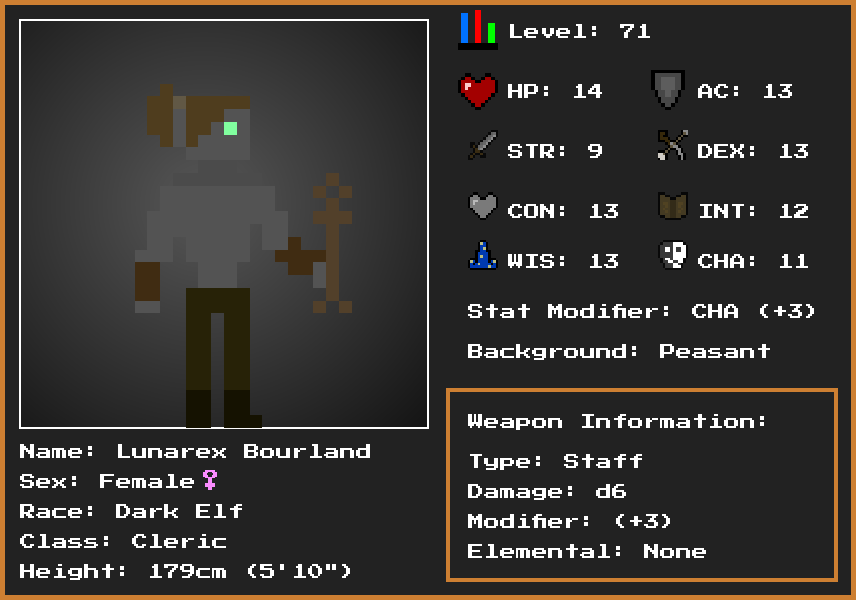 Level: 71
HP: 14 AC: 13
STR: 9 DEX: 13
CON: 13 INT: 12
WIS: 13 CHA: 11
Stat Modifier: CHA (+3)
Background: Peasant
Weapon Information:
Type: Staff
Damage: d6
Modifier: (+3)
Elemental: None
Name: Lunarex Bourland
Sex: Female♀
Race: Dark Elf
Class: Cleric
Height: 179cm (5'10")